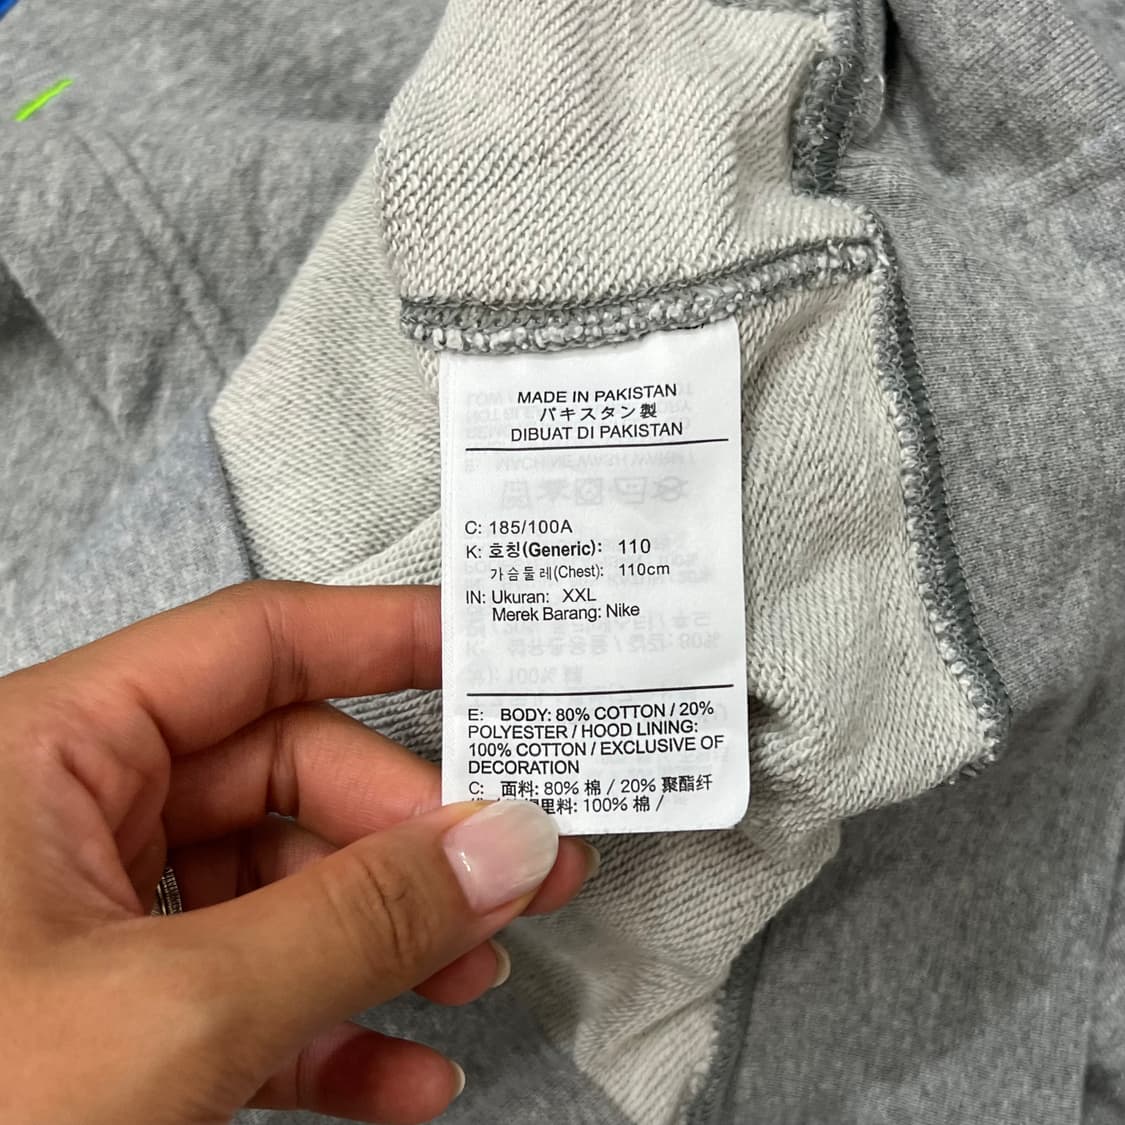 MADE IN PAKISTAN
パキスタン製
DIBUAT DI PAKISTAN
C: 185/100A
K: 호칭(Generic): 110
가슴둘레(Chest): 110cm
IN: Ukuran: XXL
Merek Barang: Nike
E: BODY: 80% COTTON / 20%
POLYESTER / HOOD LINING:
100% COTTON / EXCLUSIVE OF
DECORATION
C: 面料: 80% 棉 / 20% 聚酯纤
里料: 100% 棉 /